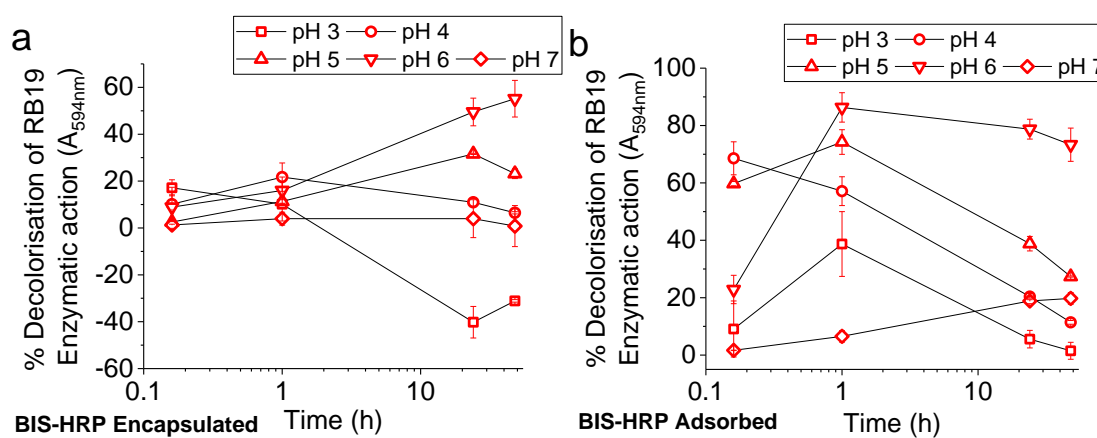 a
pH 3
pH 4
pH 5
pH 6
pH 7
% Decolorisation of RB19
Enzymatic action (A594nm)
60
40
20
0
-20
-40
-60
0.1
1
10
Time (h)
BIS-HRP Encapsulated
b
pH 3
pH 4
pH 5
pH 6
pH 7
% Decolorisation of RB19
Enzymatic action (A594nm)
100
80
60
40
20
0
0.1
1
10
Time (h)
BIS-HRP Adsorbed